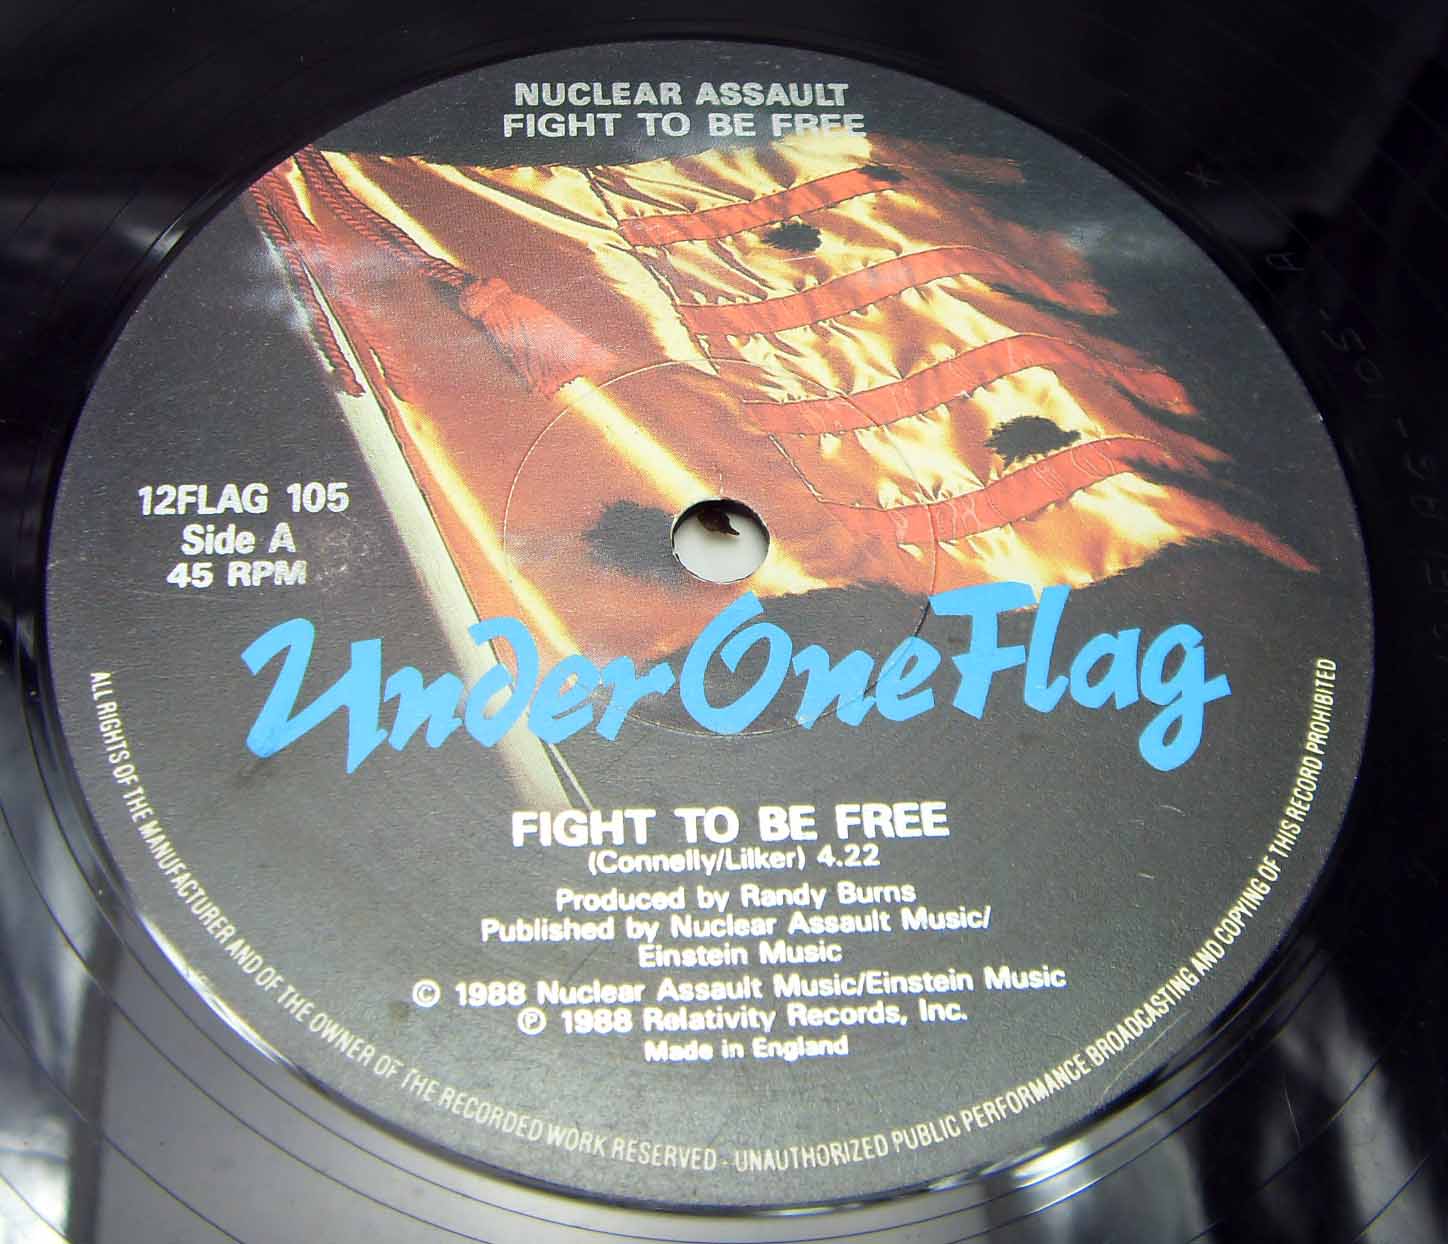 NUCLEAR ASSAULT
FIGHT TO BE FREE
12FLAG 105
Side A
45 RPM
Under One Flag
FIGHT TO BE FREE
(Connelly/Lilker) 4.22
Produced by Randy Burns
Published by Nuclear Assault Music/
Einstein Music
© 1988 Nuclear Assault Music/Einstein Music
℗ 1988 Relativity Records, Inc.
Made in England
ALL RIGHTS OF THE MANUFACTURER AND OF THE OWNER OF THE RECORDED WORK RESERVED - UNAUTHORIZED PUBLIC PERFORMANCE BROADCASTING AND COPYING OF THIS RECORD PROHIBITED